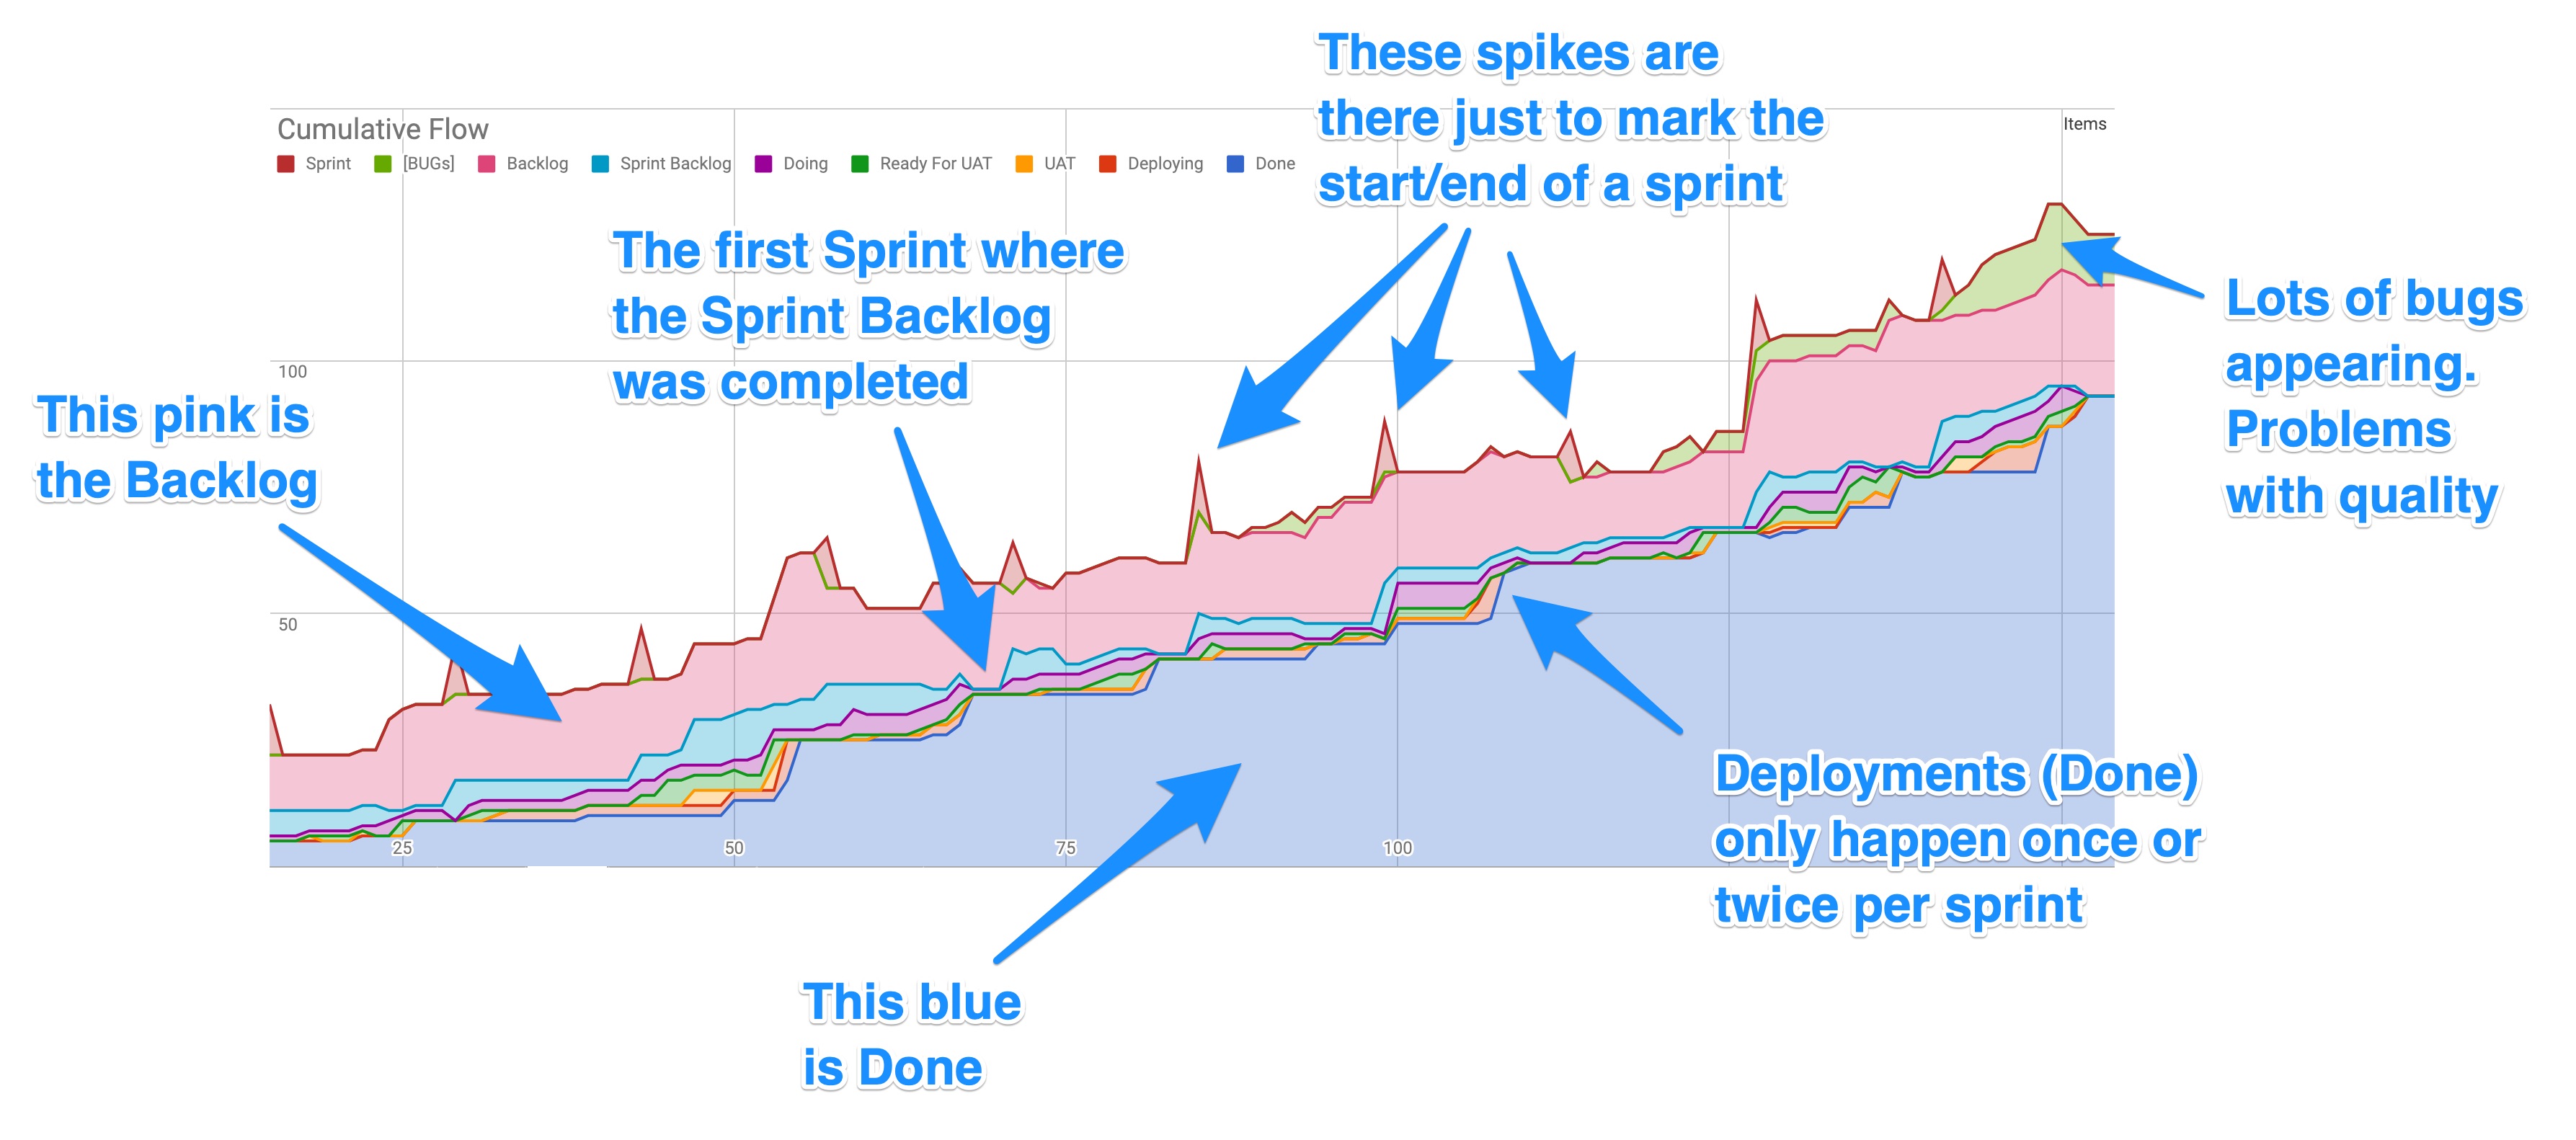 These spikes are
there just to mark the
start/end of a sprint
Cumulative Flow
Items
Sprint [BUGs] Backlog Sprint Backlog Doing Ready For UAT UAT Deploying Done
The first Sprint where
the Sprint Backlog
was completed
Lots of bugs
appearing.
Problems
with quality
This pink is
the Backlog
100
50
25 50 75 100
Deployments (Done)
only happen once or
twice per sprint
This blue
is Done